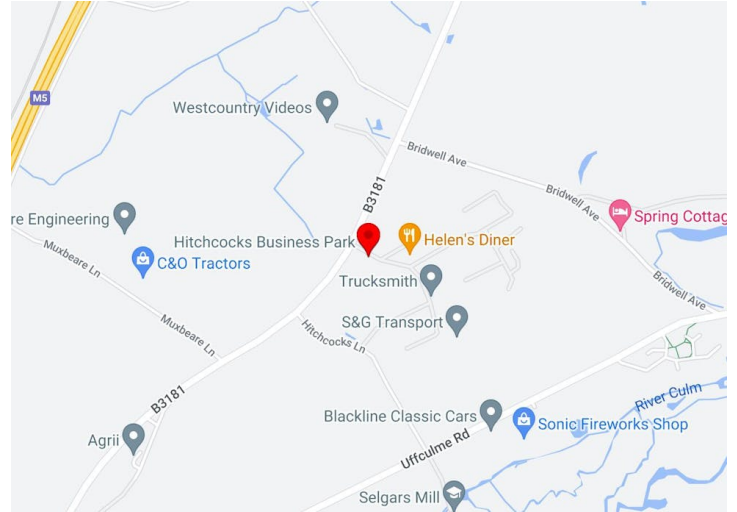 M5
Westcountry Videos
Bridwell Ave
B3181
Bridwell Ave
Spring Cottag
re Engineering
Muxbeare Ln
C&O Tractors
Hitchcocks Business Park
Helen's Diner
Trucksmith
Bridwell Ave
S&G Transport
Hitchcocks Ln
Muxbeare Ln
B3181
River Culm
Blackline Classic Cars
Sonic Fireworks Shop
Uffculme Rd
Agrii
Selgars Mill